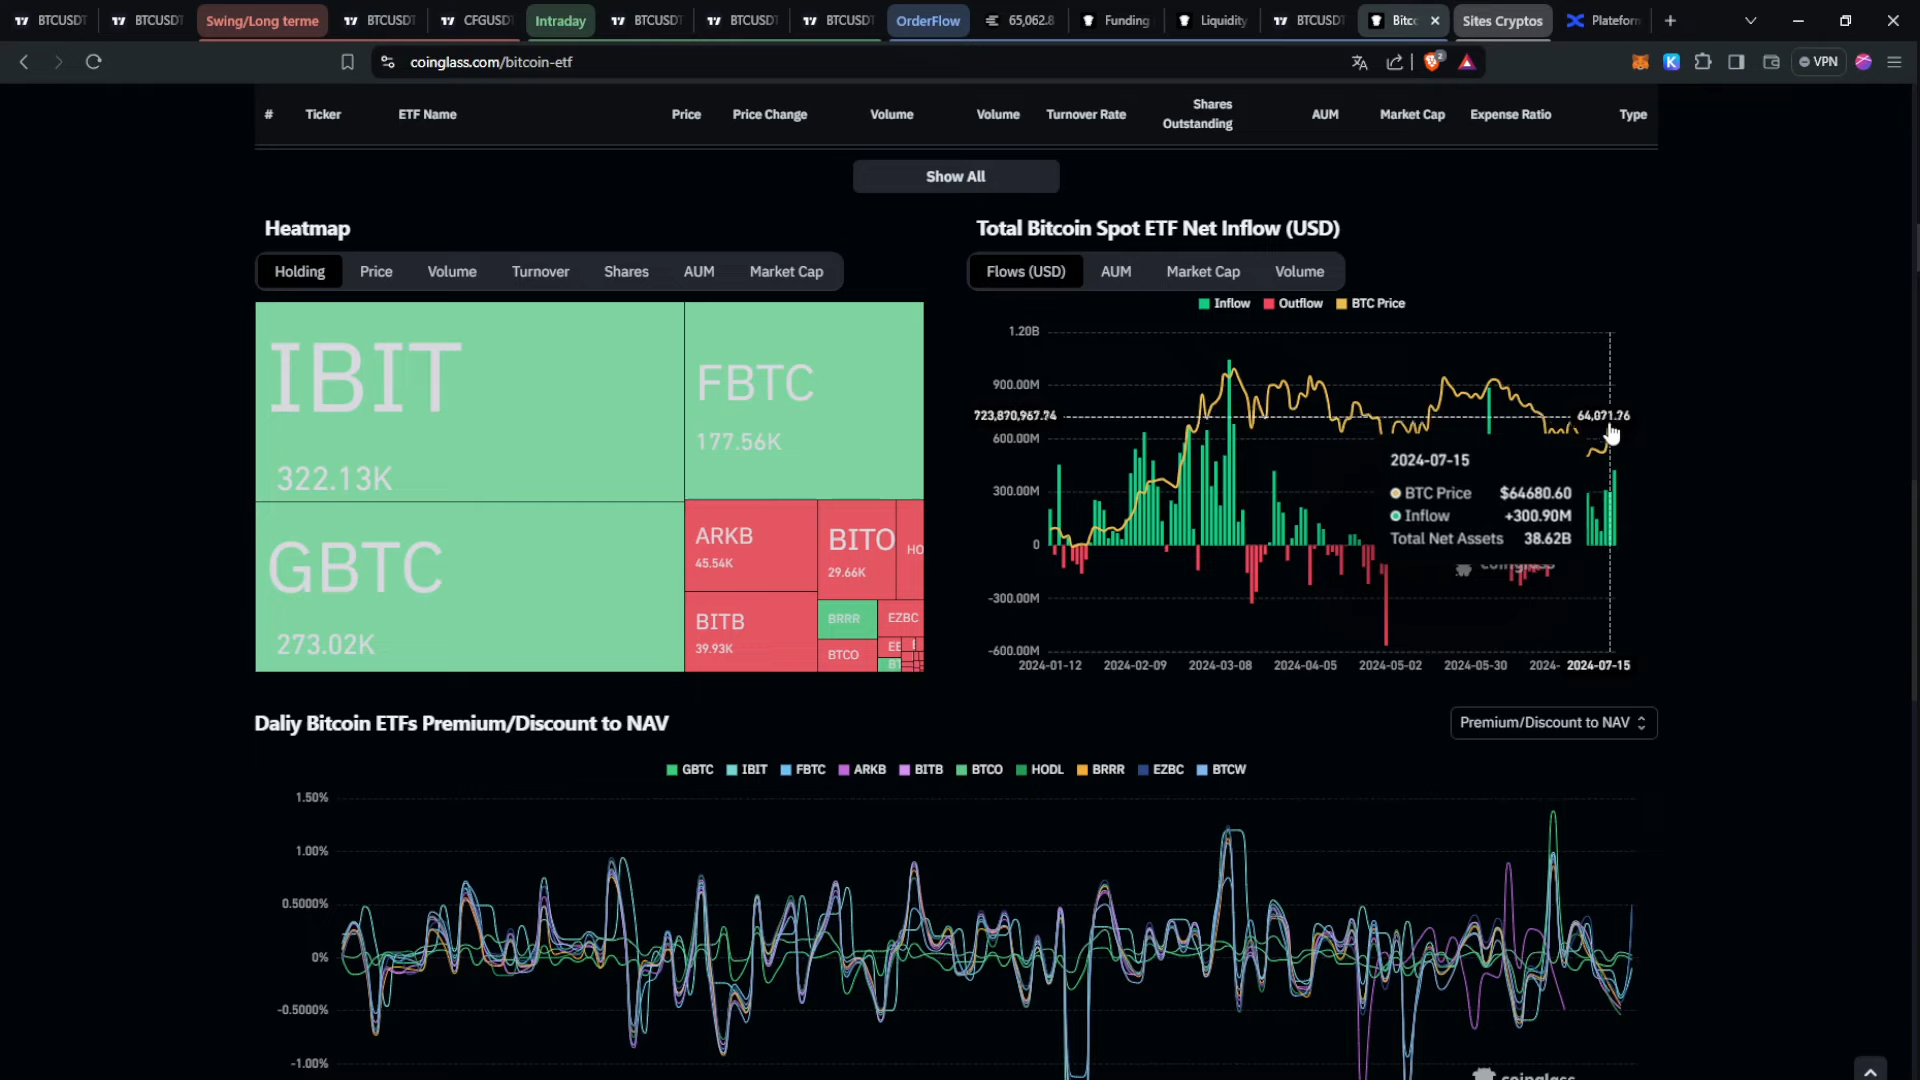 BTCUSDT BTCUSDT Swing/Long terme BTCUSDT CFGUSDT Intraday BTCUSDT BTCUSDT BTCUSDT OrderFlow 65,062.8 Funding Liquidity BTCUSDT Bitc Sites Cryptos Plateform
coinglass.com/bitcoin-etf
2
VPN
# Ticker ETF Name Price Price Change Volume Volume Turnover Rate Shares Outstanding AUM Market Cap Expense Ratio Type
Show All
Heatmap
Holding Price Volume Turnover Shares AUM Market Cap
IBIT
322.13K
FBTC
177.56K
GBTC
273.02K
ARKB
45.54K
BITO
29.66K
HO
BITB
39.93K
BRRR
EZBC
BTCO
EE
Total Bitcoin Spot ETF Net Inflow (USD)
Flows (USD) AUM Market Cap Volume
Inflow Outflow BTC Price
1.20B
900.00M
723,870,967.74
64,071.76
600.00M
300.00M
0
-300.00M
-600.00M
2024-07-15
BTC Price $64680.60
Inflow +300.90M
Total Net Assets 38.62B
coinglass
2024-01-12 2024-02-09 2024-03-08 2024-04-05 2024-05-02 2024-05-30 2024- 2024-07-15
Daliy Bitcoin ETFs Premium/Discount to NAV
Premium/Discount to NAV
GBTC IBIT FBTC ARKB BITB BTCO HODL BRRR EZBC BTCW
1.50%
1.00%
0.5000%
0%
-0.5000%
-1.00%
coinglass